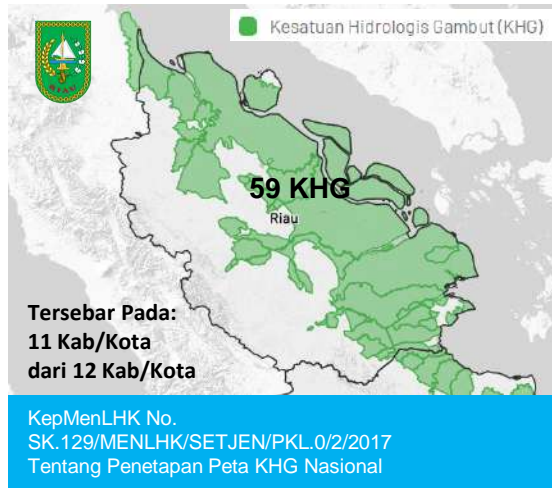 Kesatuan Hidrologis Gambut (KHG)
RIAU
59 KHG
Riau
Tersebar Pada:
11 Kab/Kota
dari 12 Kab/Kota
KepMenLHK No.
SK.129/MENLHK/SETJEN/PKL.0/2/2017
Tentang Penetapan Peta KHG Nasional